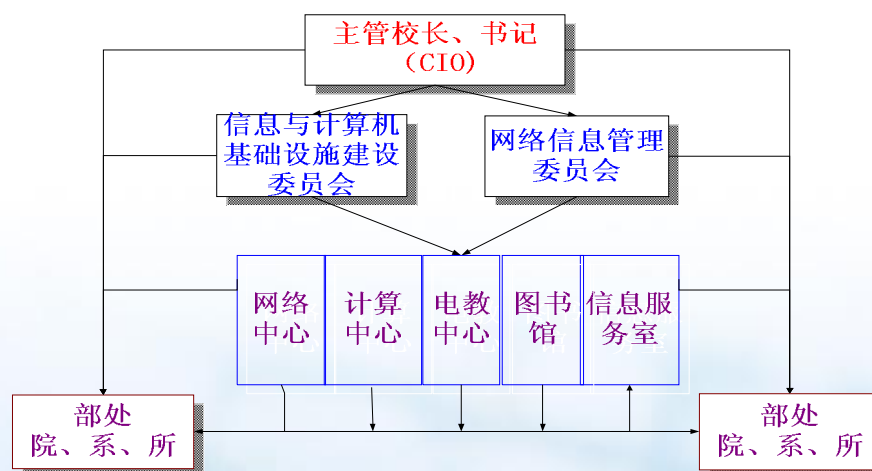 主管校长、书记
（CIO）
信息与计算机
基础设施建设
委员会
网络信息管理
委员会
网络
中心
计算
中心
电教
中心
图书
馆
信息服
务室
部处
院、系、所
部处
院、系、所